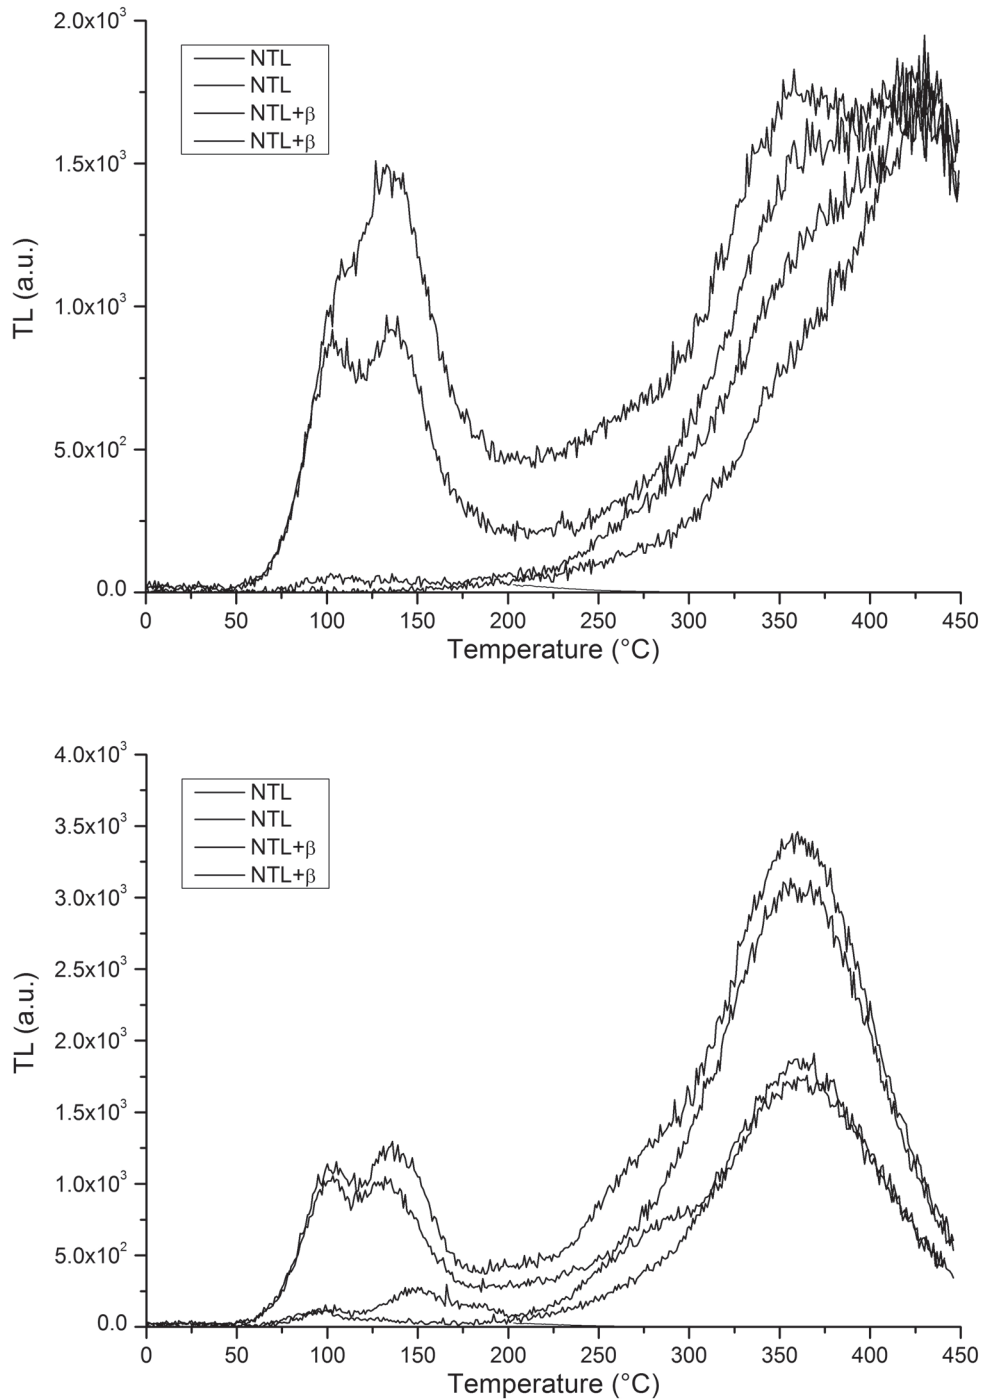 2.0x10³
NTL
NTL
NTL+β
NTL+β
1.5x10³
TL (a.u.)
1.0x10³
5.0x10²
0.0
0 50 100 150 200 250 300 350 400 450
Temperature (°C)
4.0x10³
NTL
NTL
NTL+β
NTL+β
3.5x10³
3.0x10³
2.5x10³
TL (a.u.)
2.0x10³
1.5x10³
1.0x10³
5.0x10²
0.0
0 50 100 150 200 250 300 350 400 450
Temperature (°C)